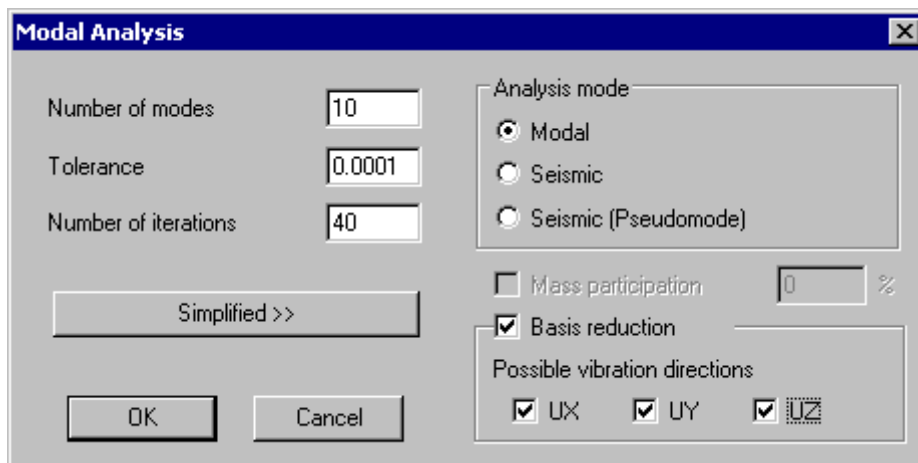 Modal Analysis
Number of modes 10
Tolerance 0.0001
Number of iterations 40
Simplified >>
OK Cancel
Analysis mode
Modal
Seismic
Seismic (Pseudomode)
Mass participation 0 %
Basis reduction
Possible vibration directions
UX UY UZ